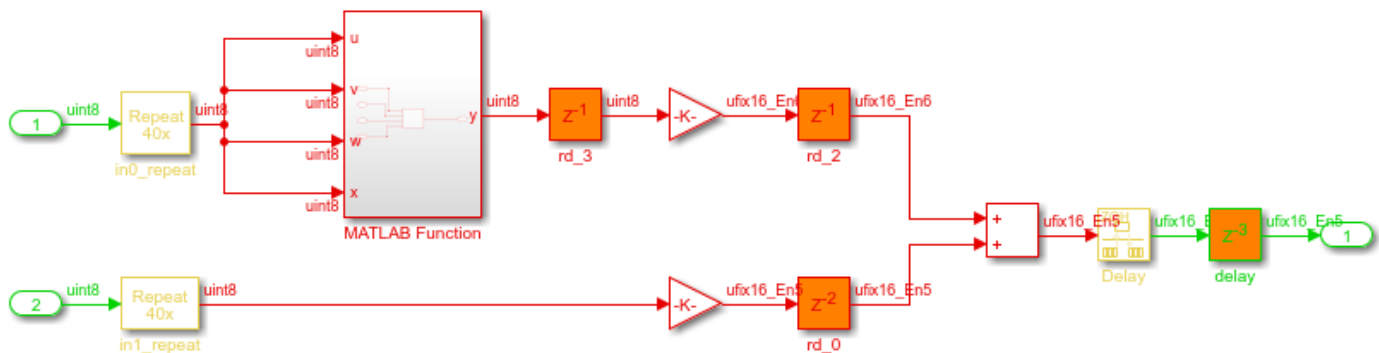 uint8
1
Repeat
40x
in0_repeat
uint8
uint8
u
uint8
v
uint8
w
uint8
x
y
MATLAB Function
uint8
Z-1
rd_3
uint8
-K-
ufix16_En6
Z-1
rd_2
ufix16_En6
2
uint8
Repeat
40x
in1_repeat
uint8
-K-
ufix16_En5
Z-2
rd_0
ufix16_En5
+
+
ufix16_En5
Delay
Z-3
delay
ufix16_En5
1